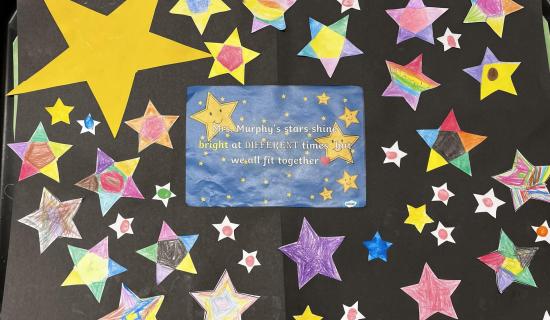 Mrs. Murphy's stars shine
bright at DIFFERENT times but
we all fit together